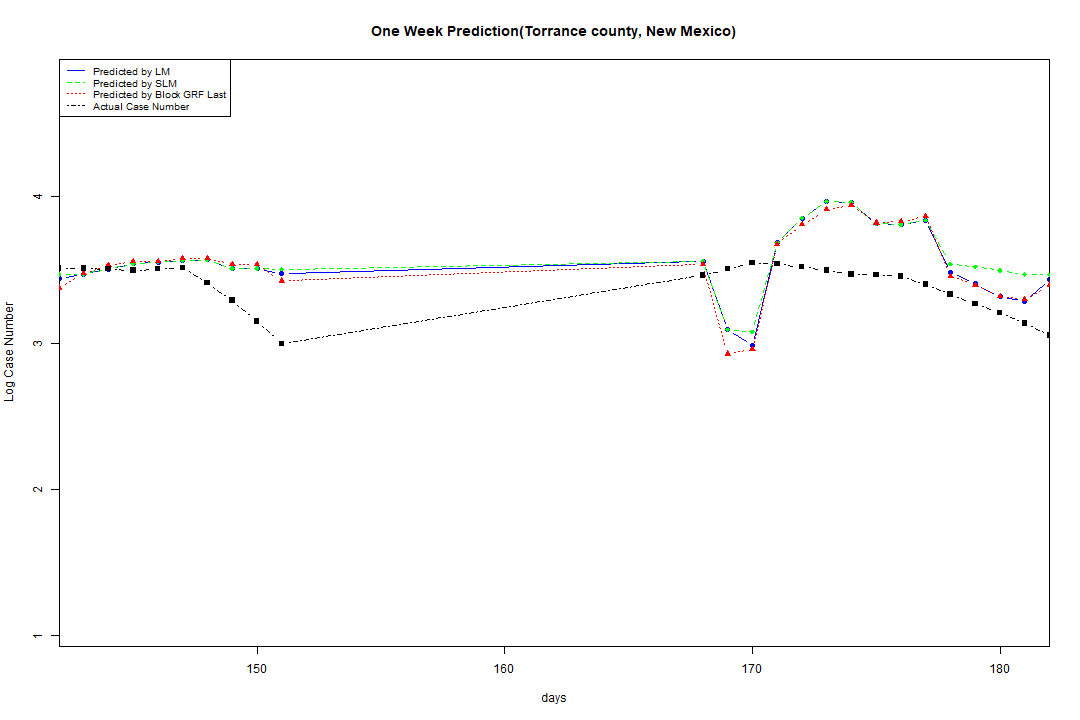 One Week Prediction(Torrance county, New Mexico)
Predicted by LM
Predicted by SLM
Predicted by Block GRF Last
Actual Case Number
4
3
2
1
Log Case Number
150 160 170 180
days